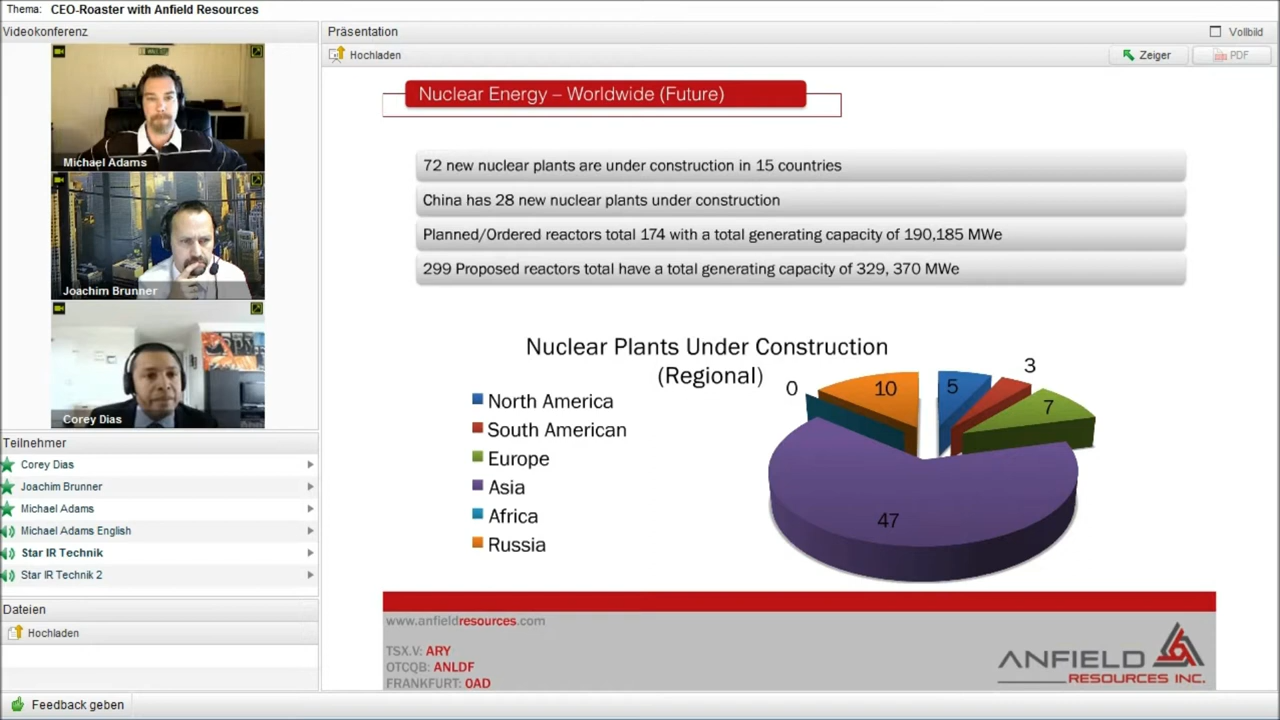 Thema: CEO-Roaster with Anfield Resources
Videokonferenz
Michael Adams
Joachim Brunner
Corey Dias
Teilnehmer
Corey Dias
Joachim Brunner
Michael Adams
Michael Adams English
Star IR Technik
Star IR Technik 2
Dateien
Hochladen
Feedback geben
Präsentation
Vollbild
Hochladen
Zeiger
PDF
Nuclear Energy – Worldwide (Future)
72 new nuclear plants are under construction in 15 countries
China has 28 new nuclear plants under construction
Planned/Ordered reactors total 174 with a total generating capacity of 190,185 MWe
299 Proposed reactors total have a total generating capacity of 329, 370 MWe
Nuclear Plants Under Construction
(Regional)
North America
South American
Europe
Asia
Africa
Russia
0
10
5
3
7
47
www.anfieldresources.com
TSX.V: ARY
OTCQB: ANLDF
FRANKFURT: 0AD
ANFIELD
RESOURCES INC.